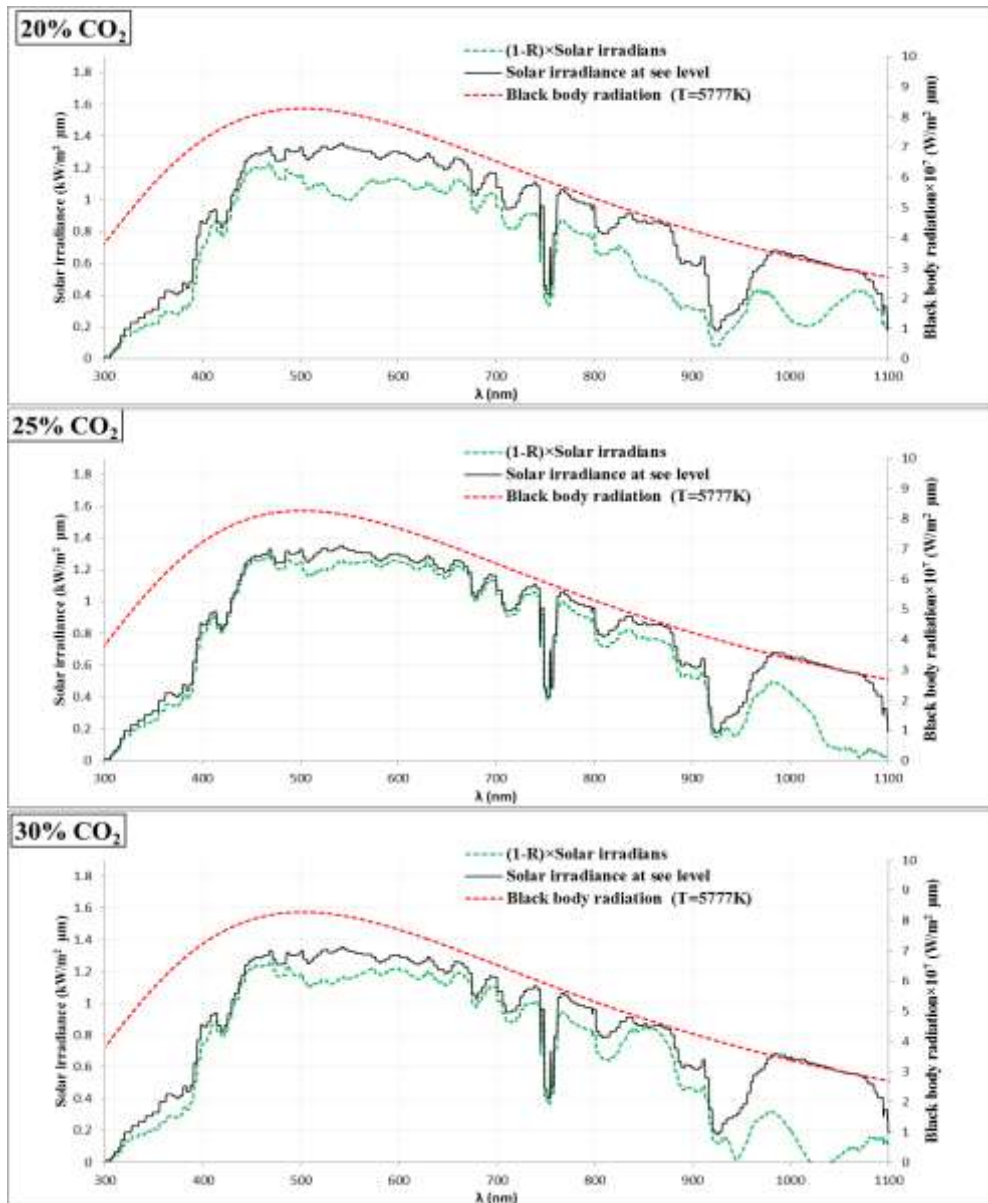 20% CO₂
(1-R)×Solar irradians
Solar irradiance at see level
Black body radiation (T=5777K)
Solar irradiance (kW/m² µm)
1.8
1.6
1.4
1.2
1
0.8
0.6
0.4
0.2
0
10
9
8
7
6
5
4
3
2
1
0
Black body radiation×10⁷ (W/m² µm)
300 400 500 600 700 800 900 1000 1100
λ (nm)
25% CO₂
(1-R)×Solar irradians
Solar irradiance at see level
Black body radiation (T=5777K)
Solar irradiance (kW/m² µm)
1.8
1.6
1.4
1.2
1
0.8
0.6
0.4
0.2
0
10
9
8
7
6
5
4
3
2
1
0
Black body radiation×10⁷ (W/m² µm)
300 400 500 600 700 800 900 1000 1100
λ (nm)
30% CO₂
(1-R)×Solar irradians
Solar irradiance at see level
Black body radiation (T=5777K)
Solar irradiance (kW/m² µm)
1.8
1.6
1.4
1.2
1
0.8
0.6
0.4
0.2
0
10
9
8
7
6
5
4
3
2
1
0
Black body radiation×10⁷ (W/m² µm)
300 400 500 600 700 800 900 1000 1100
λ (nm)